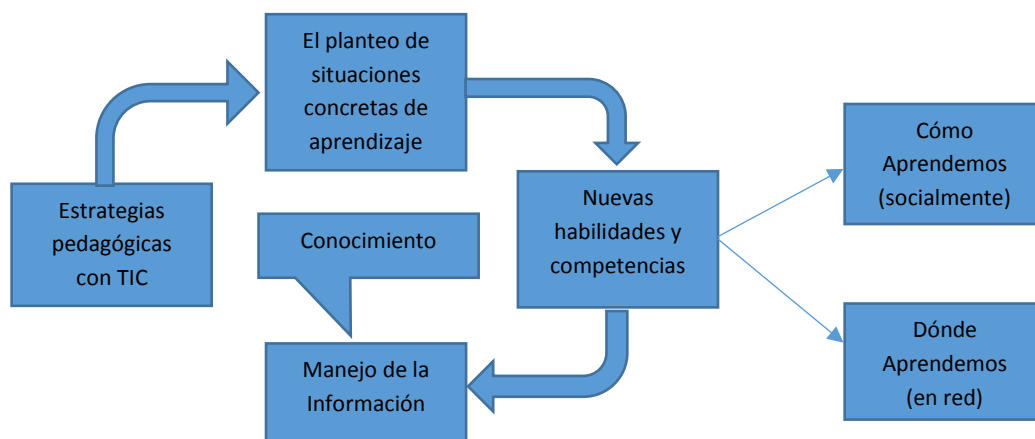 El planteo de
situaciones
concretas de
aprendizaje
Estrategias
pedagógicas
con TIC
Conocimiento
Nuevas
habilidades y
competencias
Cómo
Aprendemos
(socialmente)
Manejo de la
Información
Dónde
Aprendemos
(en red)